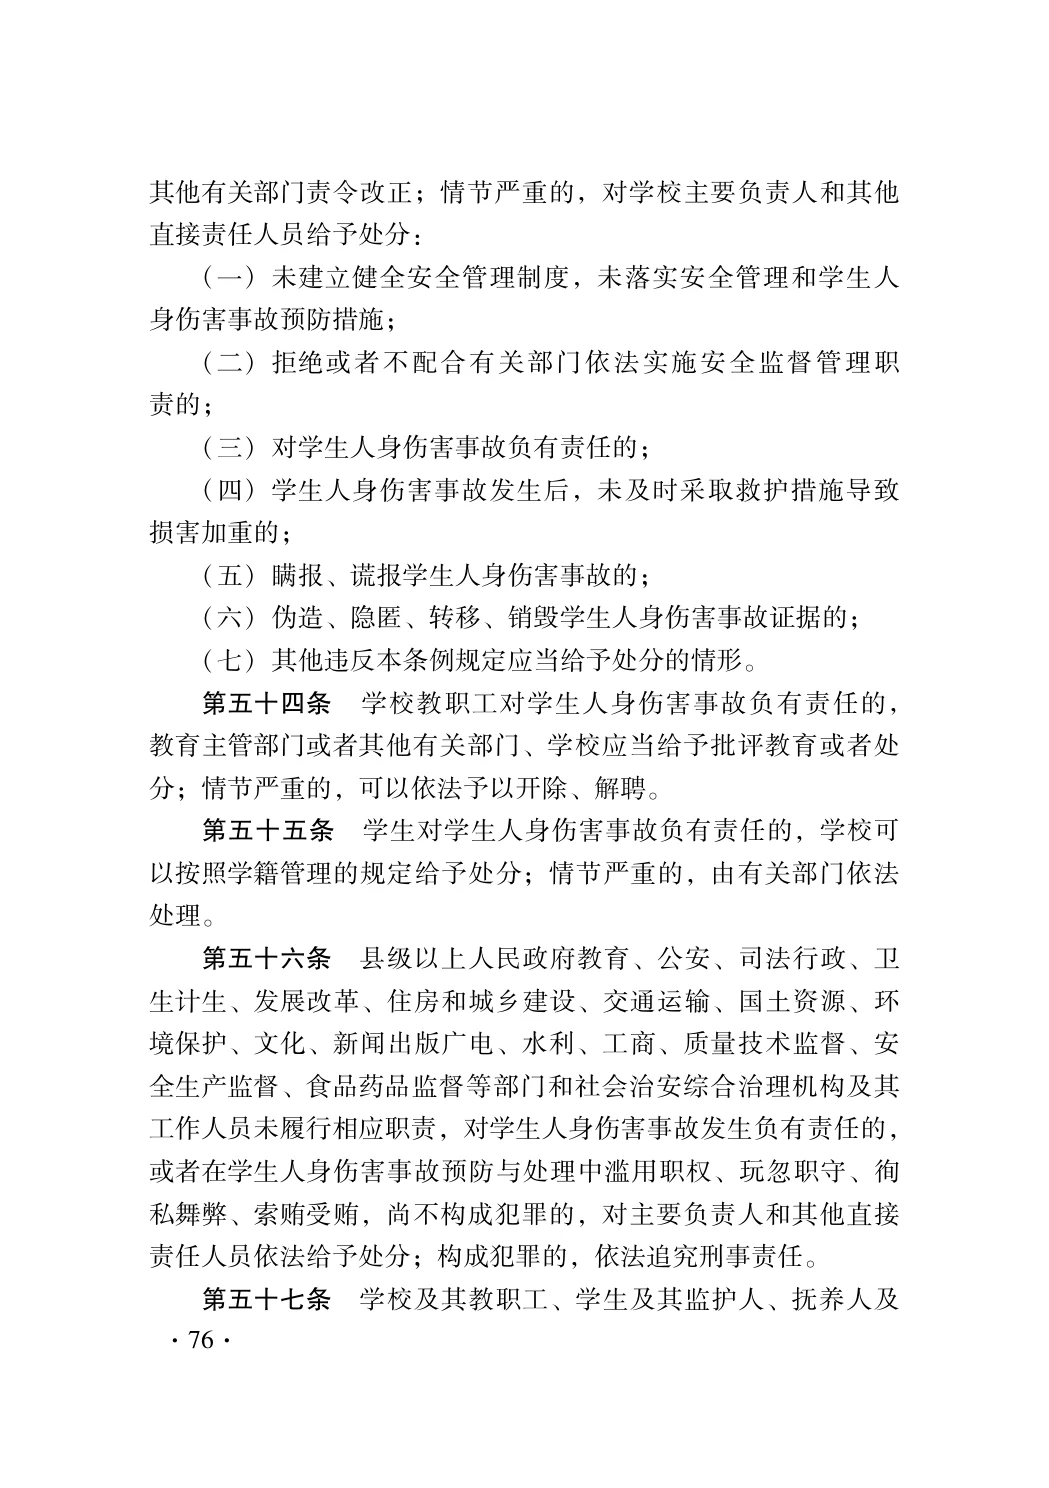 其他有关部门责令改正；情节严重的，对学校主要负责人和其他
直接责任人员给予处分：
（一）未建立健全安全管理制度，未落实安全管理和学生人
身伤害事故预防措施；
（二）拒绝或者不配合有关部门依法实施安全监督管理职
责的；
（三）对学生人身伤害事故负有责任的；
（四）学生人身伤害事故发生后，未及时采取救护措施导致
损害加重的；
（五）瞒报、谎报学生人身伤害事故的；
（六）伪造、隐匿、转移、销毁学生人身伤害事故证据的；
（七）其他违反本条例规定应当给予处分的情形。
第五十四条　学校教职工对学生人身伤害事故负有责任的，
教育主管部门或者其他有关部门、学校应当给予批评教育或者处
分；情节严重的，可以依法予以开除、解聘。
第五十五条　学生对学生人身伤害事故负有责任的，学校可
以按照学籍管理的规定给予处分；情节严重的，由有关部门依法
处理。
第五十六条　县级以上人民政府教育、公安、司法行政、卫
生计生、发展改革、住房和城乡建设、交通运输、国土资源、环
境保护、文化、新闻出版广电、水利、工商、质量技术监督、安
全生产监督、食品药品监督等部门和社会治安综合治理机构及其
工作人员未履行相应职责，对学生人身伤害事故发生负有责任的，
或者在学生人身伤害事故预防与处理中滥用职权、玩忽职守、徇
私舞弊、索贿受贿，尚不构成犯罪的，对主要负责人和其他直接
责任人员依法给予处分；构成犯罪的，依法追究刑事责任。
第五十七条　学校及其教职工、学生及其监护人、抚养人及
·76·